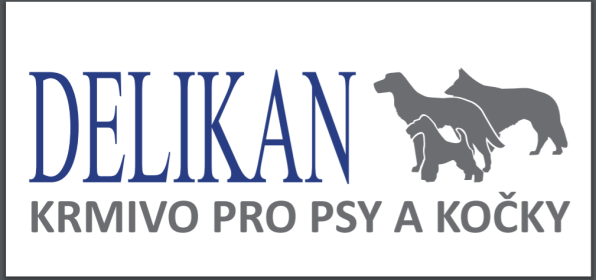 DELIKAN
KRMIVO PRO PSY A KOČKY